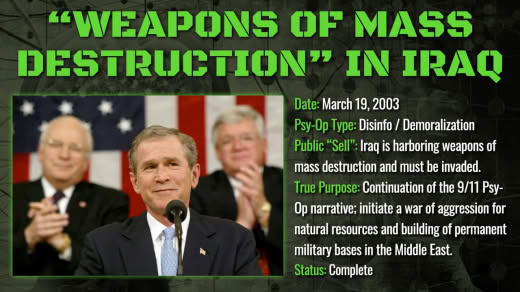 “WEAPONS OF MASS
DESTRUCTION” IN IRAQ
Date: March 19, 2003
Psy-Op Type: Disinfo / Demoralization
Public “Sell”: Iraq is harboring weapons of
mass destruction and must be invaded.
True Purpose: Continuation of the 9/11 Psy-
Op narrative; initiate a war of aggression for
natural resources and building of permanent
military bases in the Middle East.
Status: Complete